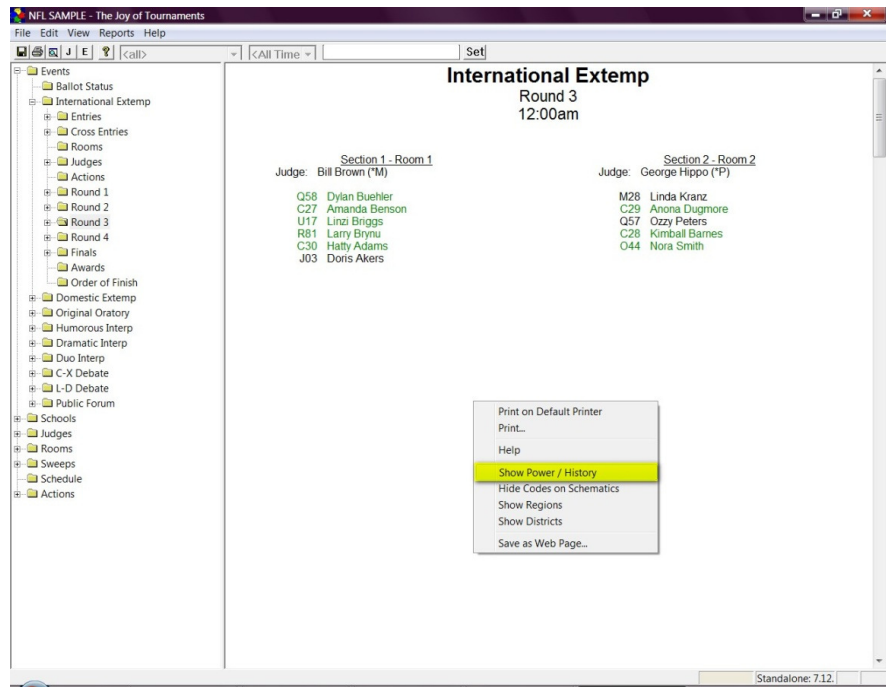 NFL SAMPLE - The Joy of Tournaments
File Edit View Reports Help
J E ? <all> <All Time Set
Events
Ballot Status
International Extemp
Entries
Cross Entries
Rooms
Judges
Actions
Round 1
Round 2
Round 3
Round 4
Finals
Awards
Order of Finish
Domestic Extemp
Original Oratory
Humorous Interp
Dramatic Interp
Duo Interp
C-X Debate
L-D Debate
Public Forum
Schools
Judges
Rooms
Sweeps
Schedule
Actions
International Extemp
Round 3
12:00am
Section 1 - Room 1
Judge: Bill Brown (*M)
Q58 Dylan Buehler
C27 Amanda Benson
U17 Linzi Briggs
R81 Larry Brynu
C30 Hatty Adams
J03 Doris Akers
Section 2 - Room 2
Judge: George Hippo (*P)
M28 Linda Kranz
C29 Anona Dugmore
Q57 Ozzy Peters
C28 Kimball Barnes
O44 Nora Smith
Print on Default Printer
Print...
Help
Show Power / History
Hide Codes on Schematics
Show Regions
Show Districts
Save as Web Page...
Standalone: 7.12.